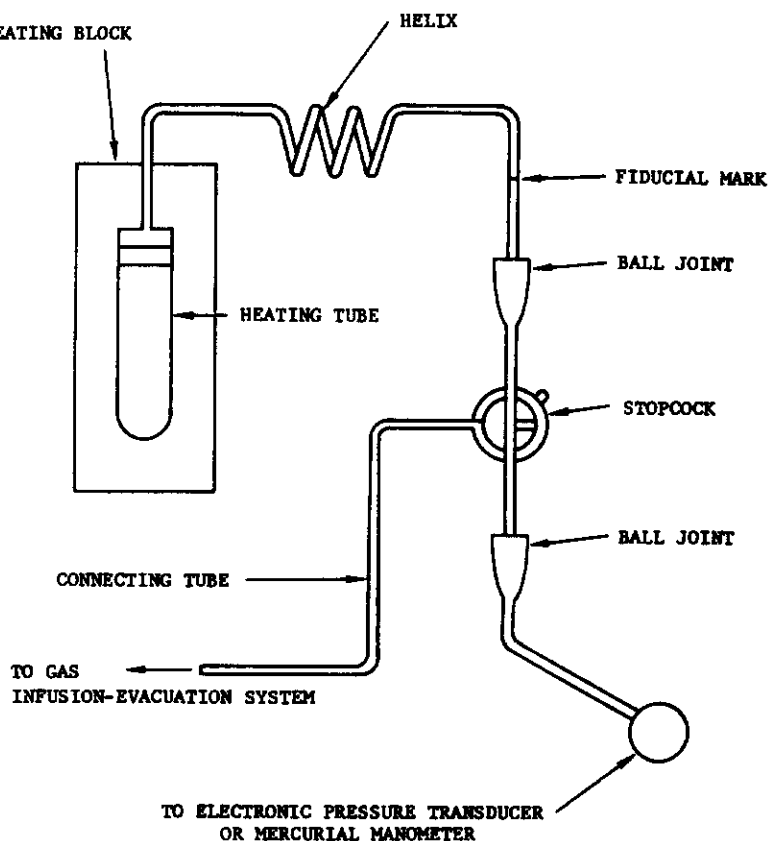 EATING BLOCK
HELIX
FIDUCIAL MARK
BALL JOINT
HEATING TUBE
STOPCOCK
BALL JOINT
CONNECTING TUBE
TO GAS
INFUSION-EVACUATION SYSTEM
TO ELECTRONIC PRESSURE TRANSDUCER
OR MERCURIAL MANOMETER